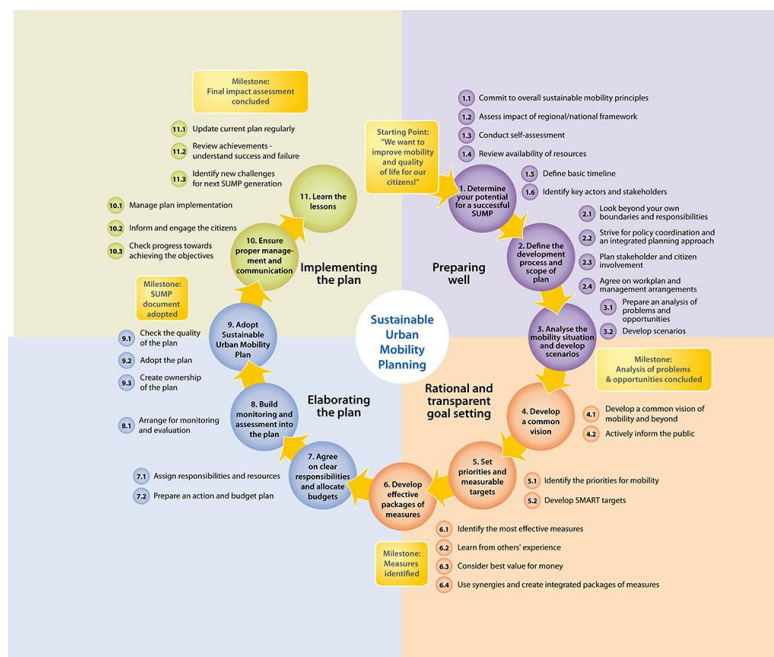 Sustainable
Urban
Mobility
Planning
Starting Point:
"We want to
improve mobility
and quality
of life for our
citizens!"
Preparing
well
1. Determine
your potential
for a successful
SUMP
1.1 Commit to overall sustainable mobility principles
1.2 Assess impact of regional/national framework
1.3 Conduct self-assessment
1.4 Review availability of resources
1.5 Define basic timeline
1.6 Identify key actors and stakeholders
2. Define the
development
process and
scope of
plan
2.1 Look beyond your own
boundaries and responsibilities
2.2 Strive for policy coordination and
an integrated planning approach
2.3 Plan stakeholder and citizen
involvement
2.4 Agree on workplan and
management arrangements
3. Analyse the
mobility situation
and develop
scenarios
3.1 Prepare an analysis of
problems and
opportunities
3.2 Develop scenarios
Milestone:
Analysis of problems
& opportunities concluded
Rational and
transparent
goal setting
4. Develop
a common
vision
4.1 Develop a common vision of
mobility and beyond
4.2 Actively inform the public
5. Set
priorities and
measurable
targets
5.1 Identify the priorities for mobility
5.2 Develop SMART targets
6. Develop
effective
packages of
measures
6.1 Identify the most effective measures
6.2 Learn from others' experience
6.3 Consider best value for money
6.4 Use synergies and create integrated packages of measures
Milestone:
Measures
identified
Elaborating
the plan
7. Agree
on clear
responsibilities
and allocate
budgets
7.1 Assign responsibilities and resources
7.2 Prepare an action and budget plan
8. Build
monitoring and
assessment into
the plan
8.1 Arrange for monitoring
and evaluation
9. Adopt
Sustainable
Urban Mobility
Plan
9.1 Check the quality
of the plan
9.2 Adopt the plan
9.3 Create ownership
of the plan
Milestone:
SUMP
document
adopted
Implementing
the plan
10. Ensure
proper manage-
ment and
communication
10.1 Manage plan implementation
10.2 Inform and engage the citizens
10.3 Check progress towards
achieving the objectives
11. Learn the
lessons
11.1 Update current plan regularly
11.2 Review achievements -
understand success and failure
11.3 Identify new challenges
for next SUMP generation
Milestone:
Final impact assessment
concluded